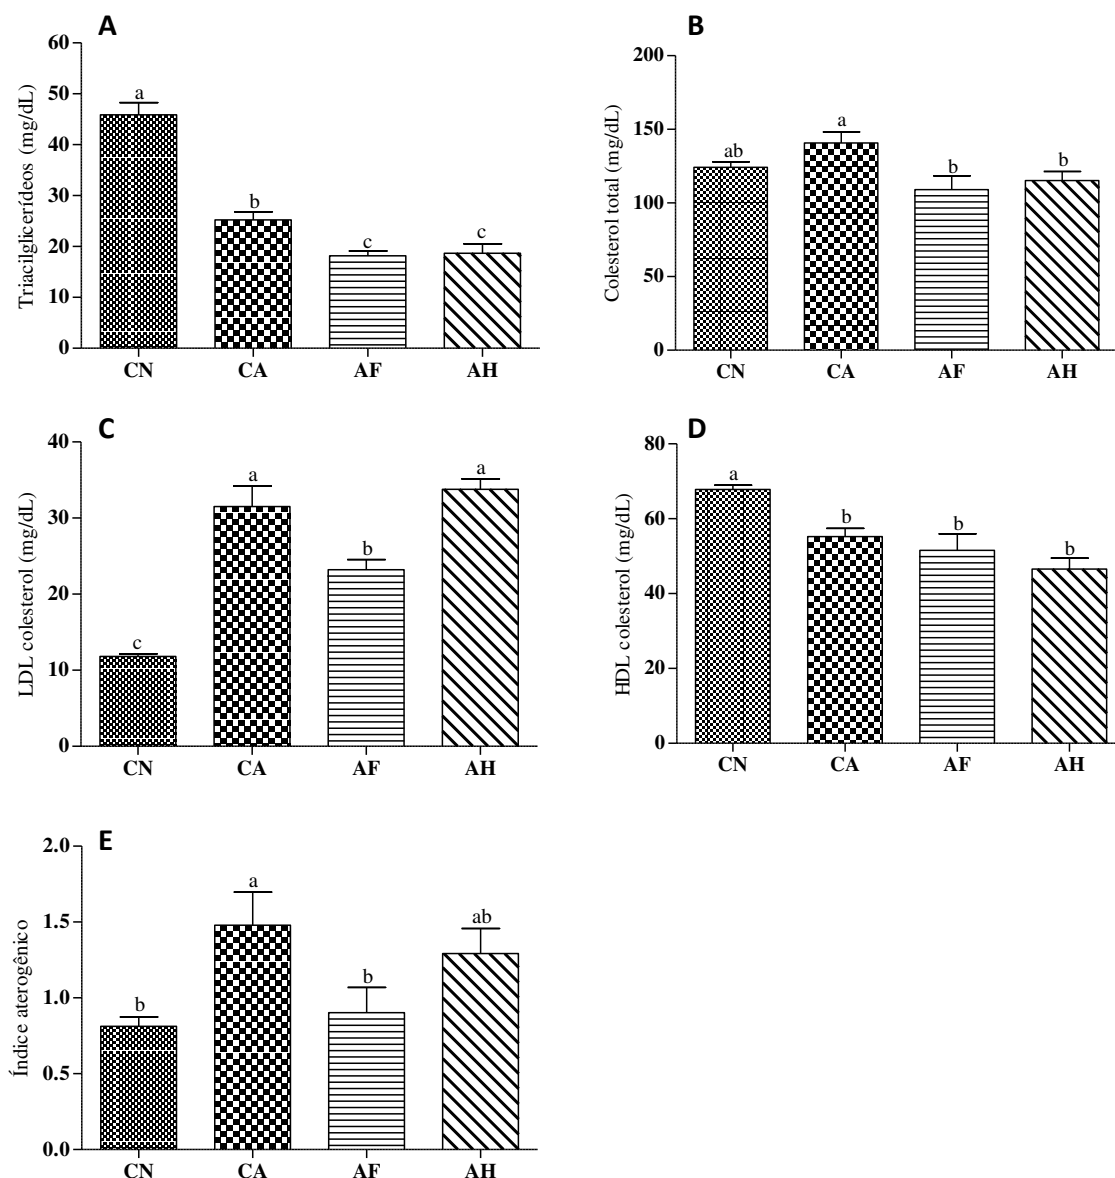 A
Triacilglicerídeos (mg/dL)
60
50
40
30
20
10
0
a
b
c
c
CN CA AF AH
B
Colesterol total (mg/dL)
200
150
100
50
0
ab
a
b
b
CN CA AF AH
C
LDL colesterol (mg/dL)
40
30
20
10
0
c
a
b
a
CN CA AF AH
D
HDL colesterol (mg/dL)
80
60
40
20
0
a
b
b
b
CN CA AF AH
E
Índice aterogênico
2.0
1.5
1.0
0.5
0.0
b
a
b
ab
CN CA AF AH